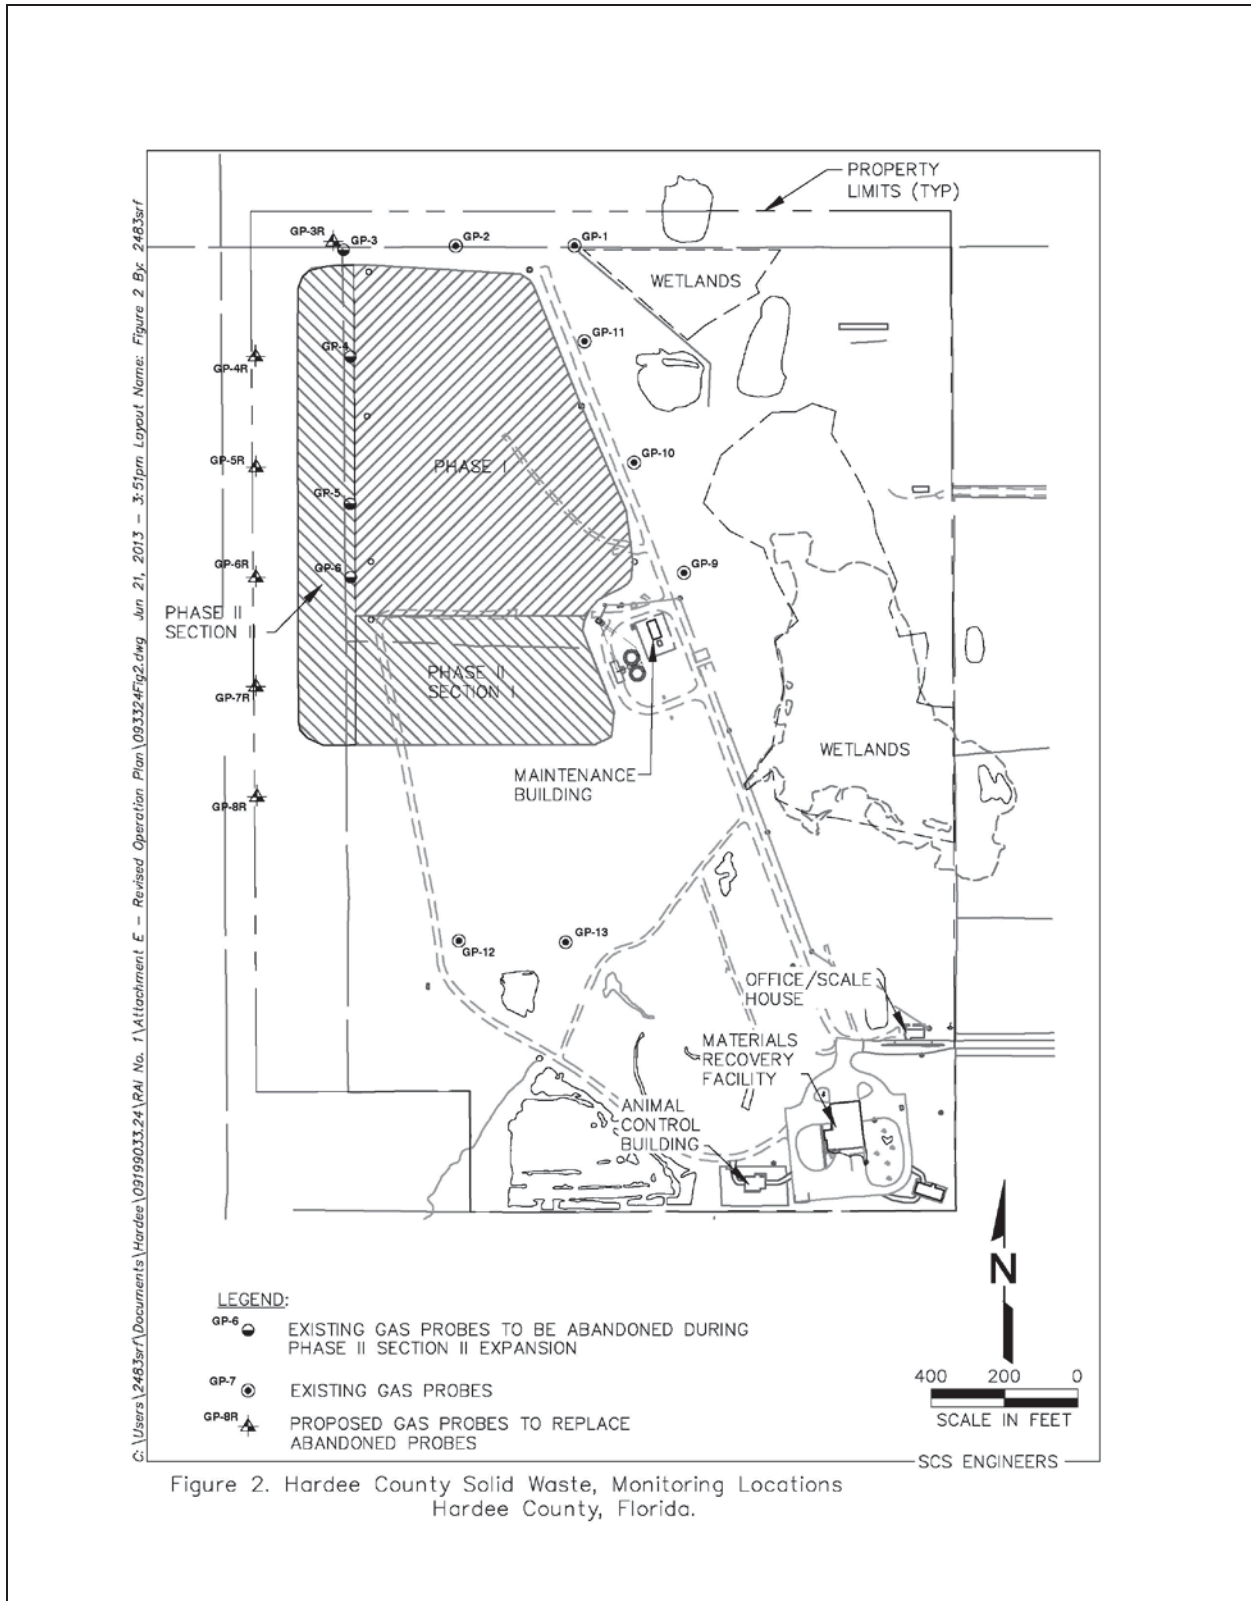 C:\Users\2483srf\Documents\Hardee\09199033.24\RAI No. 1\Attachment E - Revised Operation Plan\093324Fig2.dwg Jun 21, 2013 - 3:51pm Layout Name: Figure 2 By: 2483srf
PROPERTY
LIMITS (TYP)
GP-3R
GP-3
GP-2
GP-1
WETLANDS
GP-11
GP-4
GP-4R
GP-5R
PHASE I
GP-10
GP-5
GP-6R
GP-6
GP-9
PHASE II
SECTION II
PHASE II
SECTION I
GP-7R
WETLANDS
MAINTENANCE
BUILDING
GP-8R
GP-12
GP-13
OFFICE/SCALE
HOUSE
MATERIALS
RECOVERY
FACILITY
ANIMAL
CONTROL
BUILDING
N
LEGEND:
GP-6
EXISTING GAS PROBES TO BE ABANDONED DURING
PHASE II SECTION II EXPANSION
GP-7
EXISTING GAS PROBES
GP-8R
PROPOSED GAS PROBES TO REPLACE
ABANDONED PROBES
400 200 0
SCALE IN FEET
SCS ENGINEERS
Figure 2. Hardee County Solid Waste, Monitoring Locations
Hardee County, Florida.